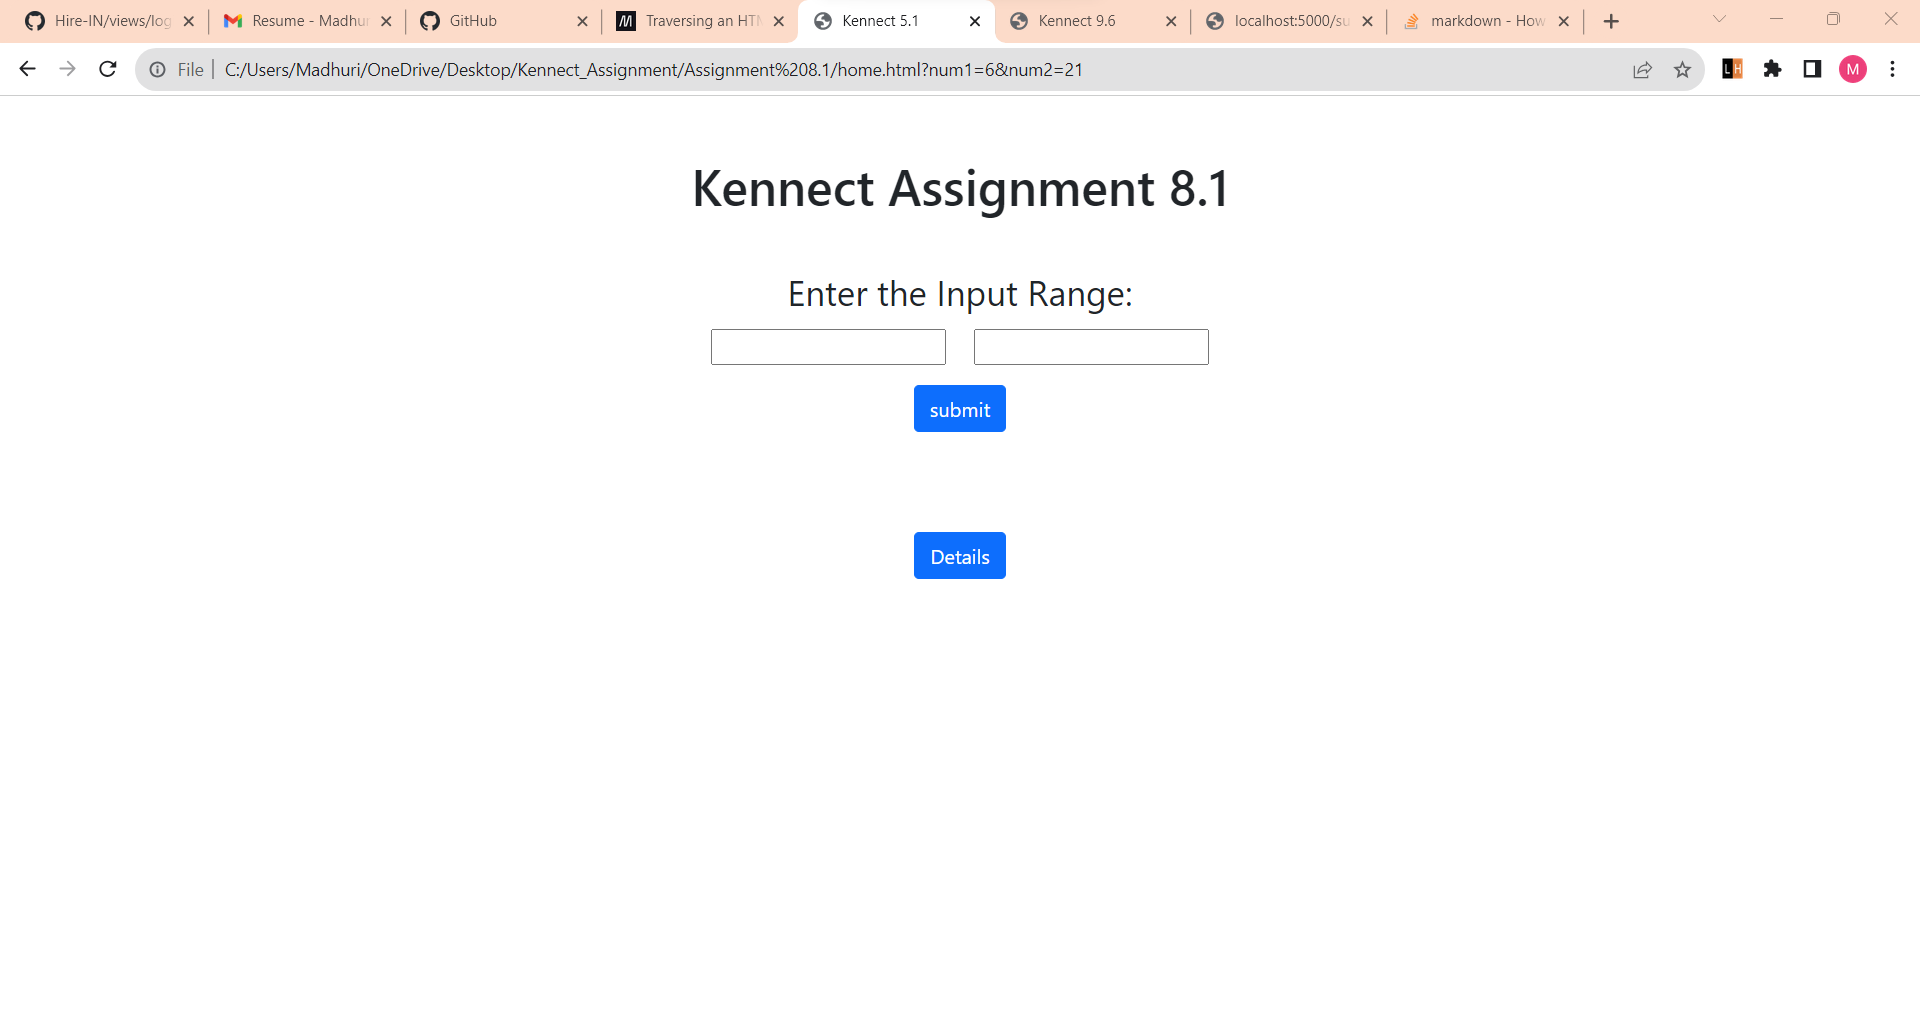 Hire-IN/views/log
Resume - Madhur
GitHub
Traversing an HTM
Kennect 5.1
Kennect 9.6
localhost:5000/su
markdown - How
File
C:/Users/Madhuri/OneDrive/Desktop/Kennect_Assignment/Assignment%208.1/home.html?num1=6&num2=21
LH
M
Kennect Assignment 8.1
Enter the Input Range:
submit
Details